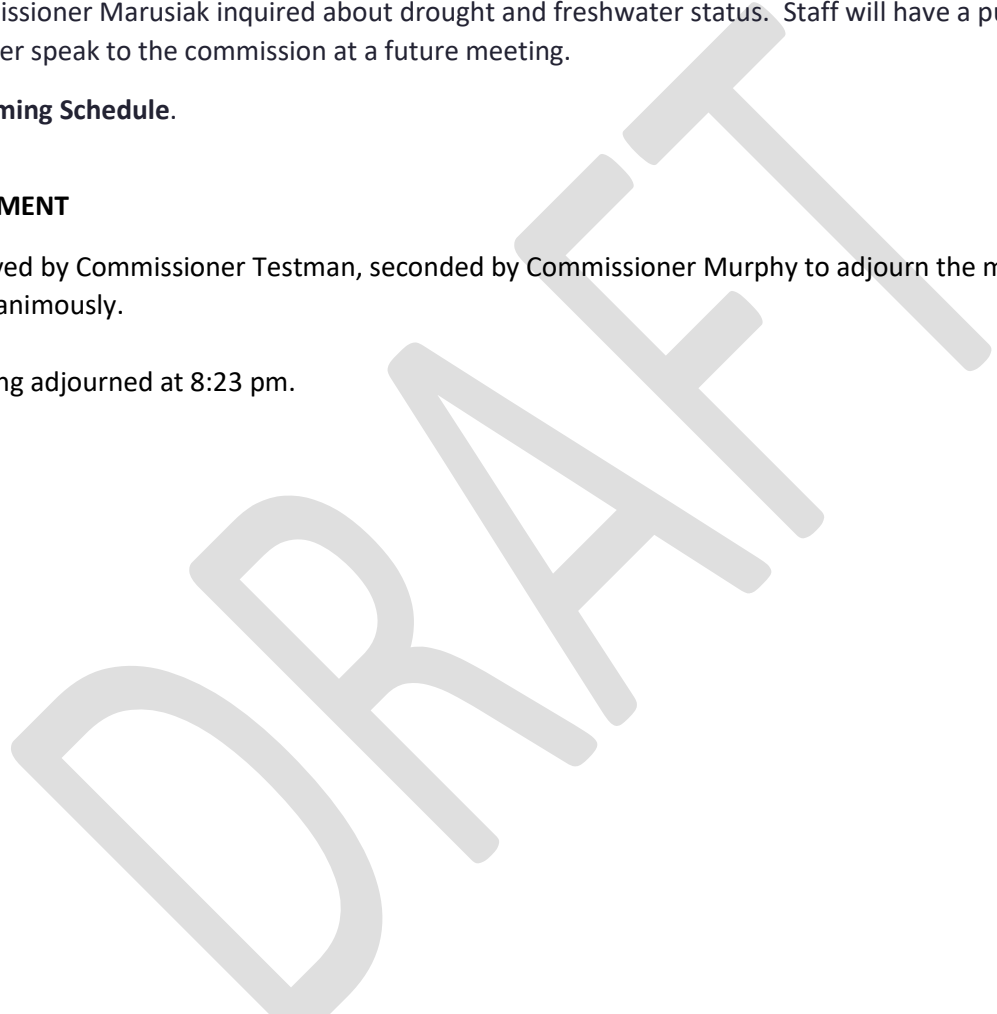 issioner Marusiak inquired about drought and freshwater status.  Staff will have a pu
er speak to the commission at a future meeting.
ming Schedule.
MENT
ved by Commissioner Testman, seconded by Commissioner Murphy to adjourn the m
animously.
ng adjourned at 8:23 pm.
DRAFT